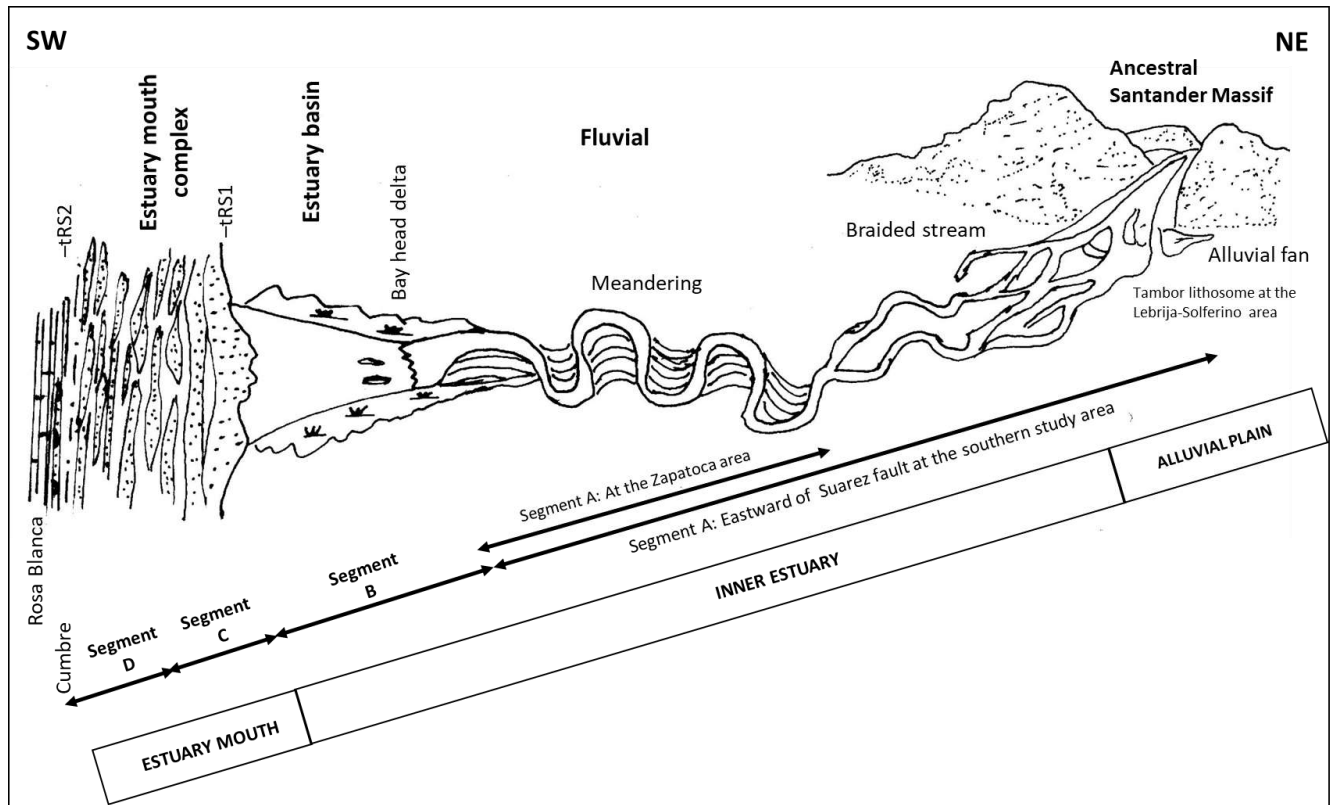 SW
NE
Ancestral
Santander Massif
Estuary mouth
complex
Estuary basin
Fluvial
–tRS2
–tRS1
Bay head delta
Braided stream
Meandering
Alluvial fan
Tambor lithosome at the
Lebrija-Solferino area
Segment A: At the Zapatoca area
Segment A: Eastward of Suarez fault at the southern study area
Segment
B
Segment
C
Segment
D
Rosa Blanca
Cumbre
ESTUARY MOUTH
INNER ESTUARY
ALLUVIAL PLAIN